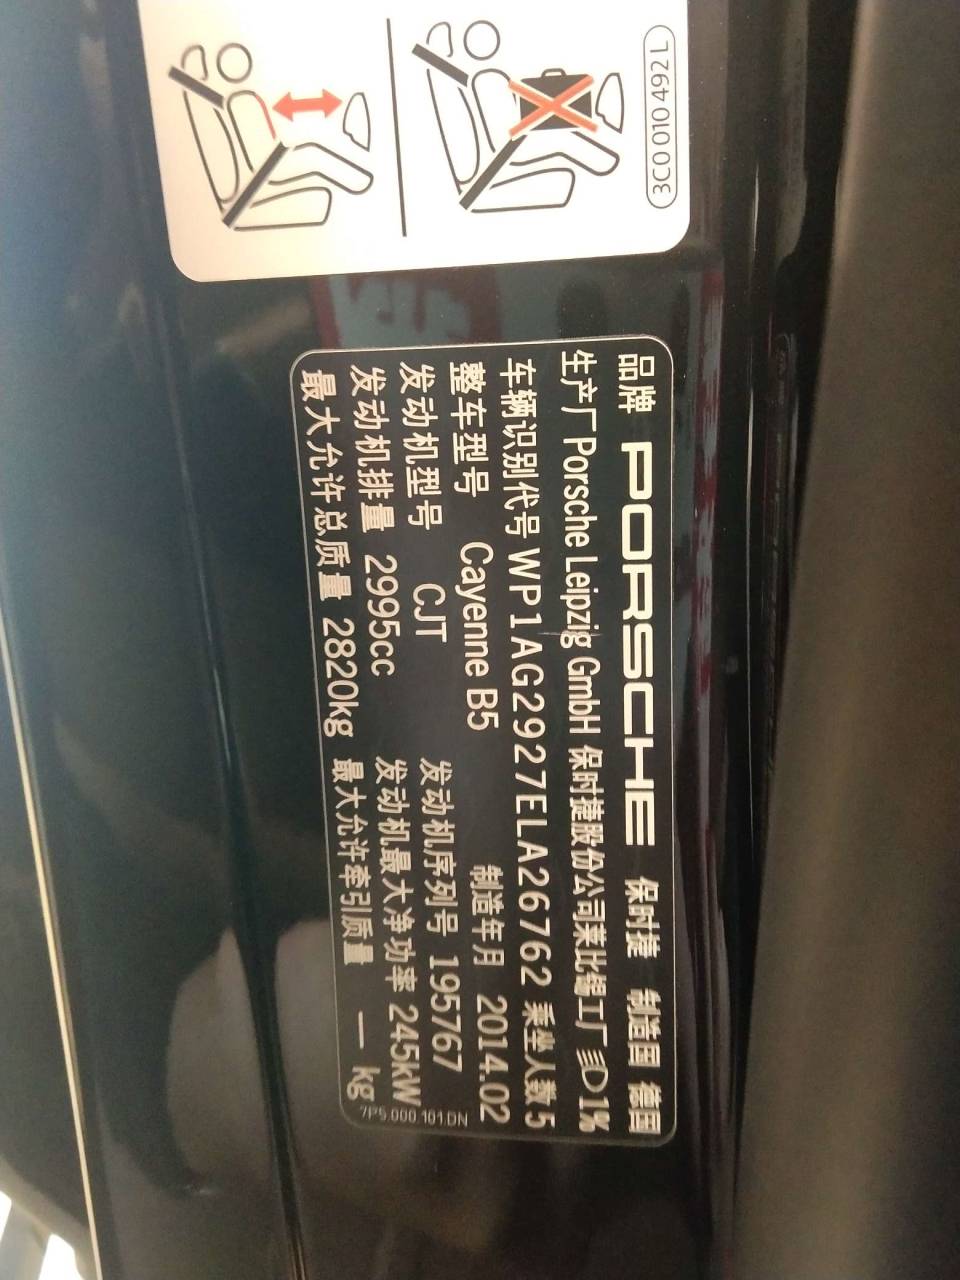 3C0 010 492 L
品牌 PORSCHE 保时捷 制造国 德国
生产厂 Porsche Leipzig GmbH 保时捷股份公司莱比锡工厂 1%
车辆识别代号 WP1AG2927ELA26762 乘坐人数 5
整车型号 Cayenne B5 制造年月 2014.02
发动机型号 CJT 发动机序列号 195767
发动机排量 2995cc 发动机最大净功率 245kW
最大允许总质量 2820kg 最大允许牵引质量 — kg
7P5.000.101.DN